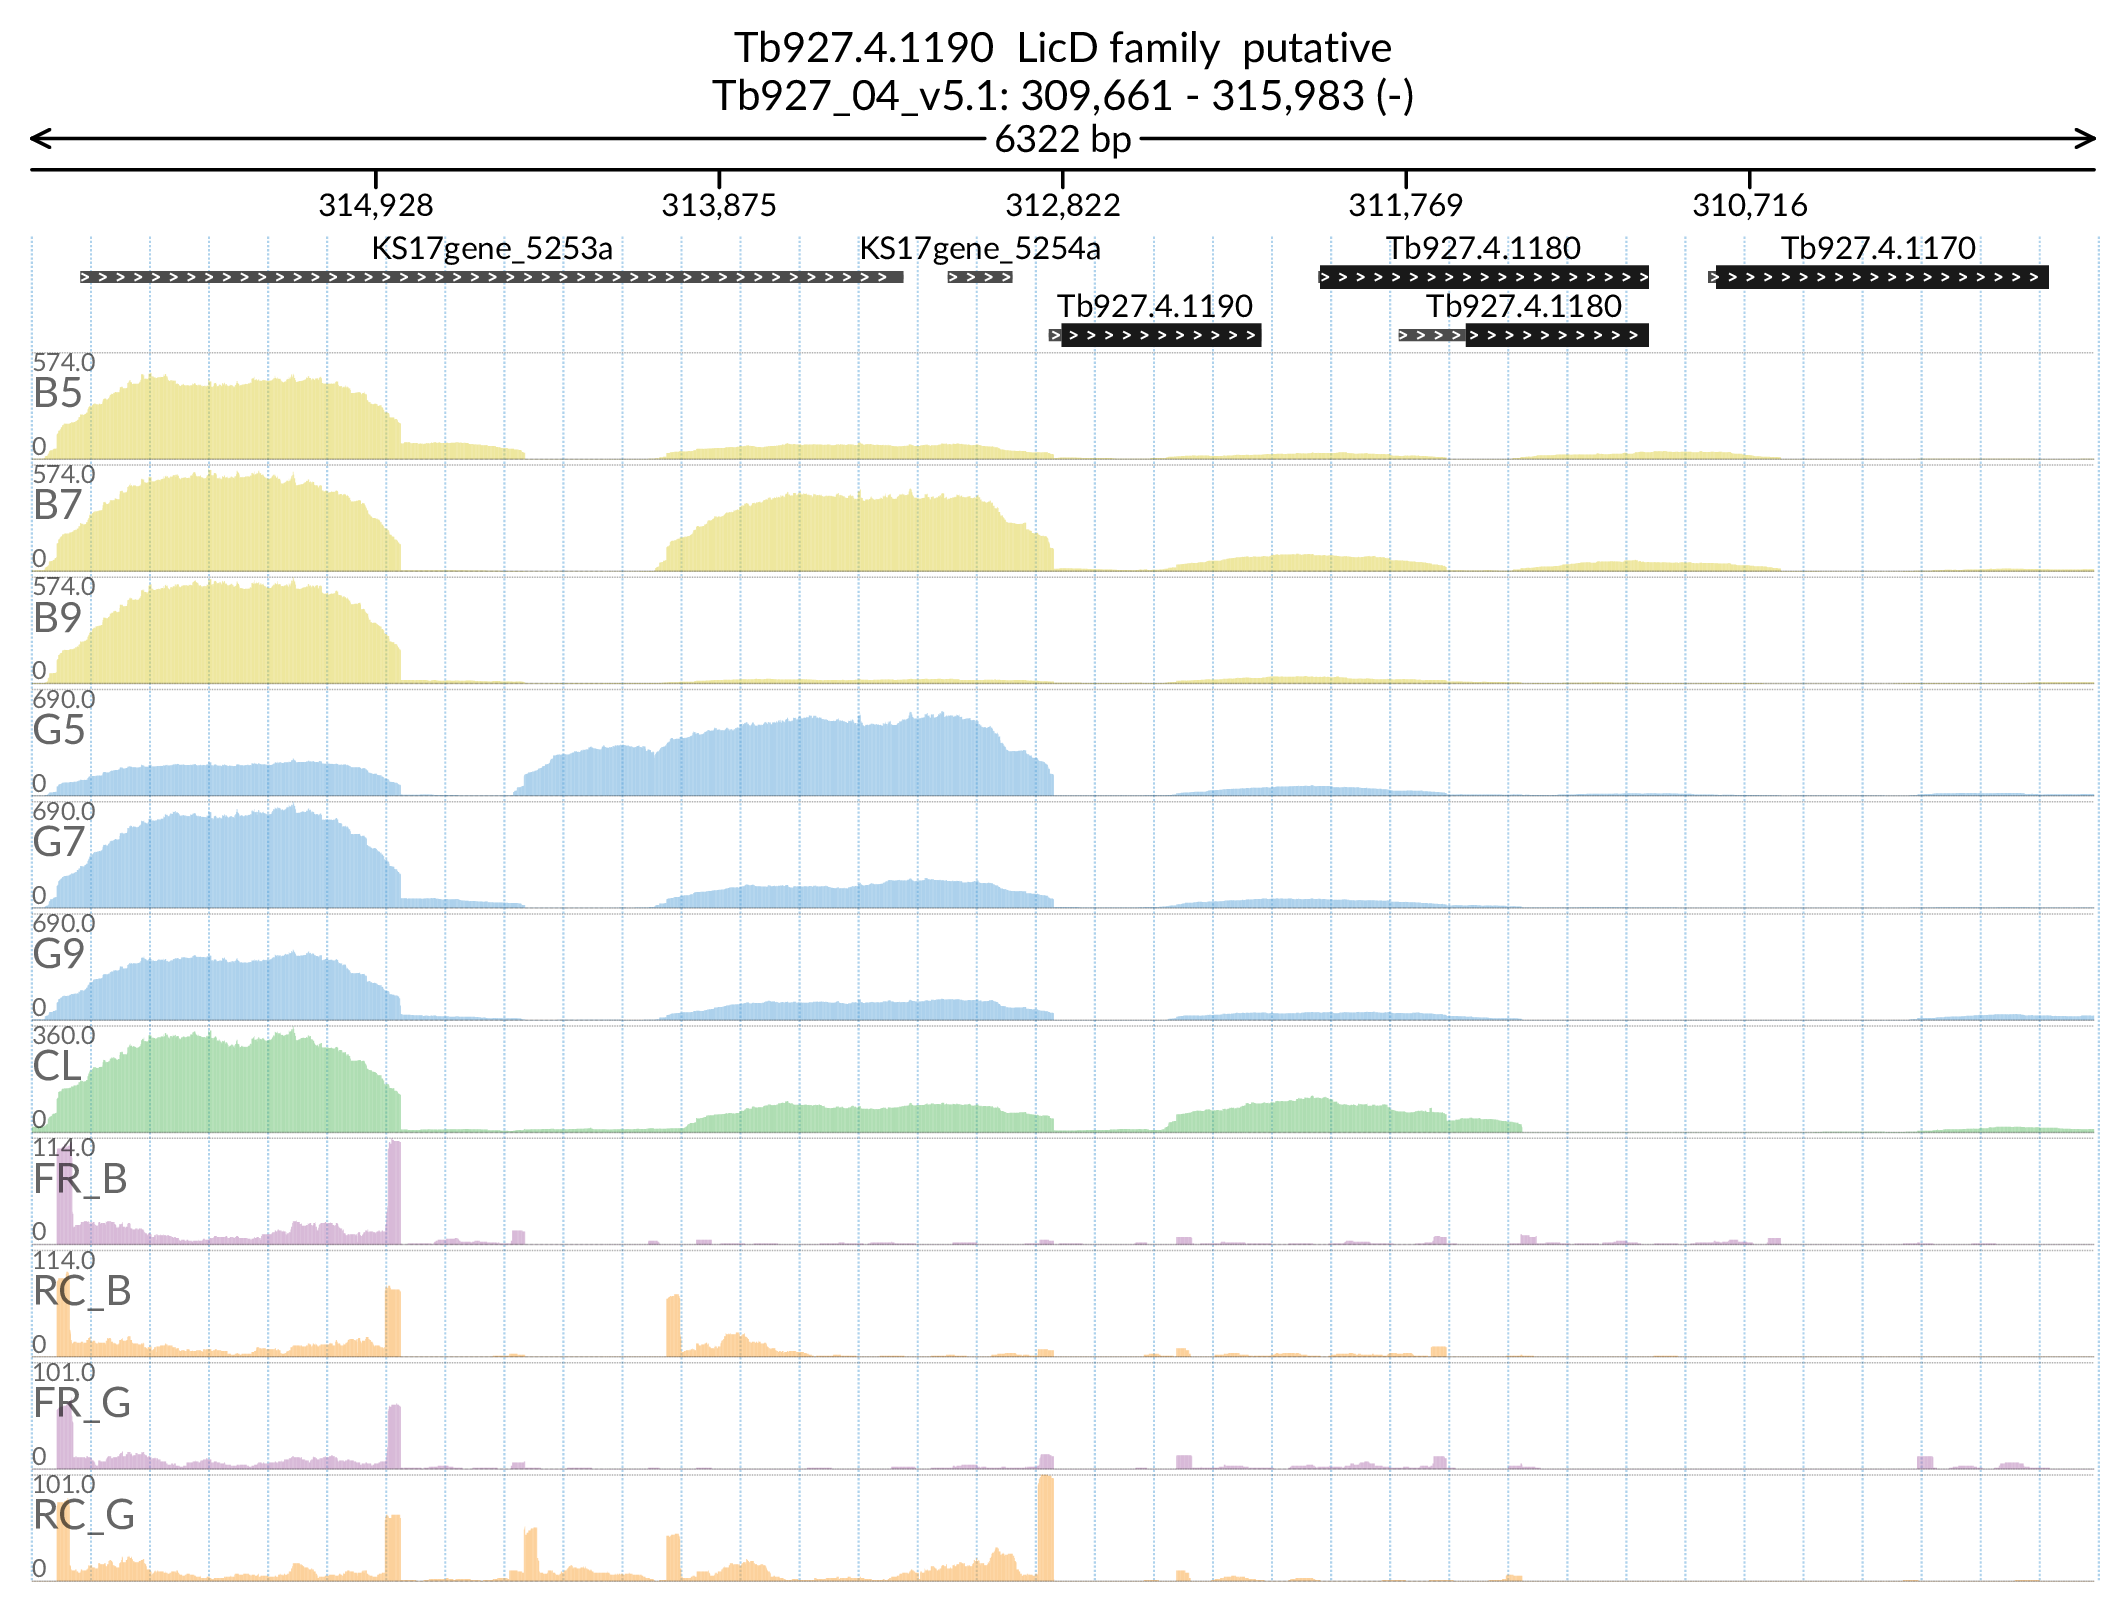 Tb927.4.1190  LicD family  putative
Tb927_04_v5.1: 309,661 - 315,983 (-)
6322 bp
314,928 313,875 312,822 311,769 310,716
KS17gene_5253a KS17gene_5254a Tb927.4.1180 Tb927.4.1170
Tb927.4.1190 Tb927.4.1180
574.0
B5
0
574.0
B7
0
574.0
B9
0
690.0
G5
0
690.0
G7
0
690.0
G9
0
360.0
CL
0
114.0
FR_B
0
114.0
RC_B
0
101.0
FR_G
0
101.0
RC_G
0